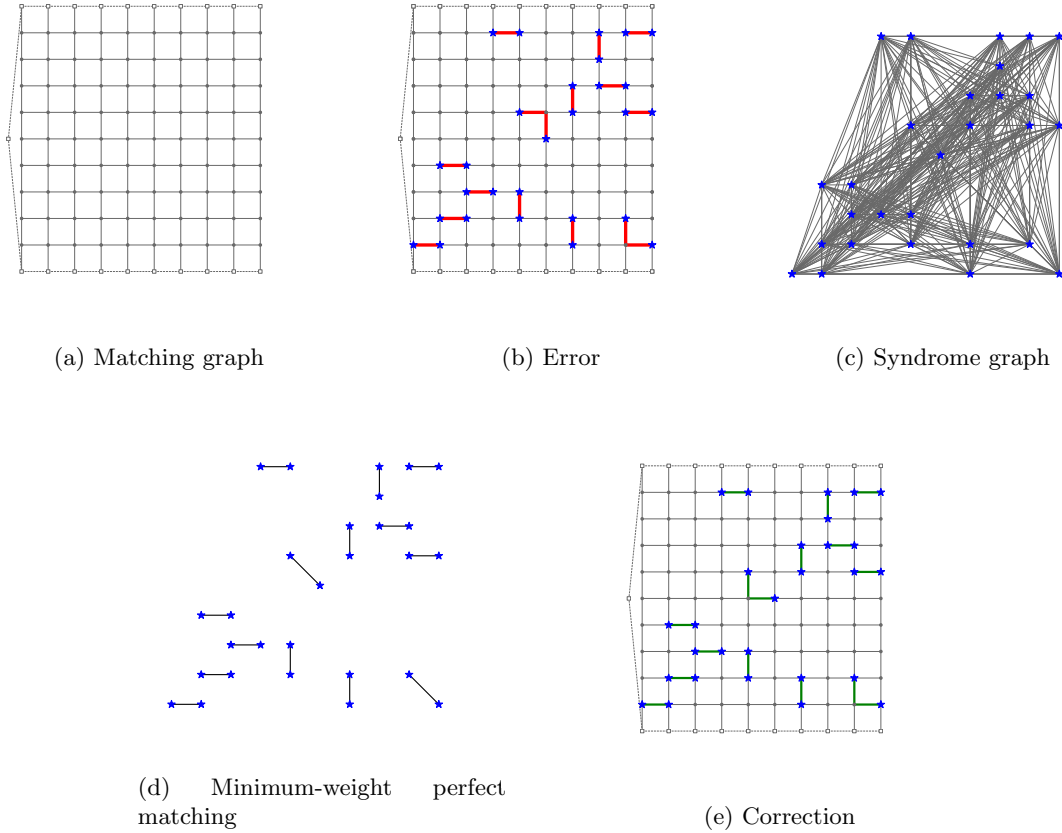 (a) Matching graph
(b) Error
(c) Syndrome graph
(d) Minimum-weight perfect
matching
(e) Correction